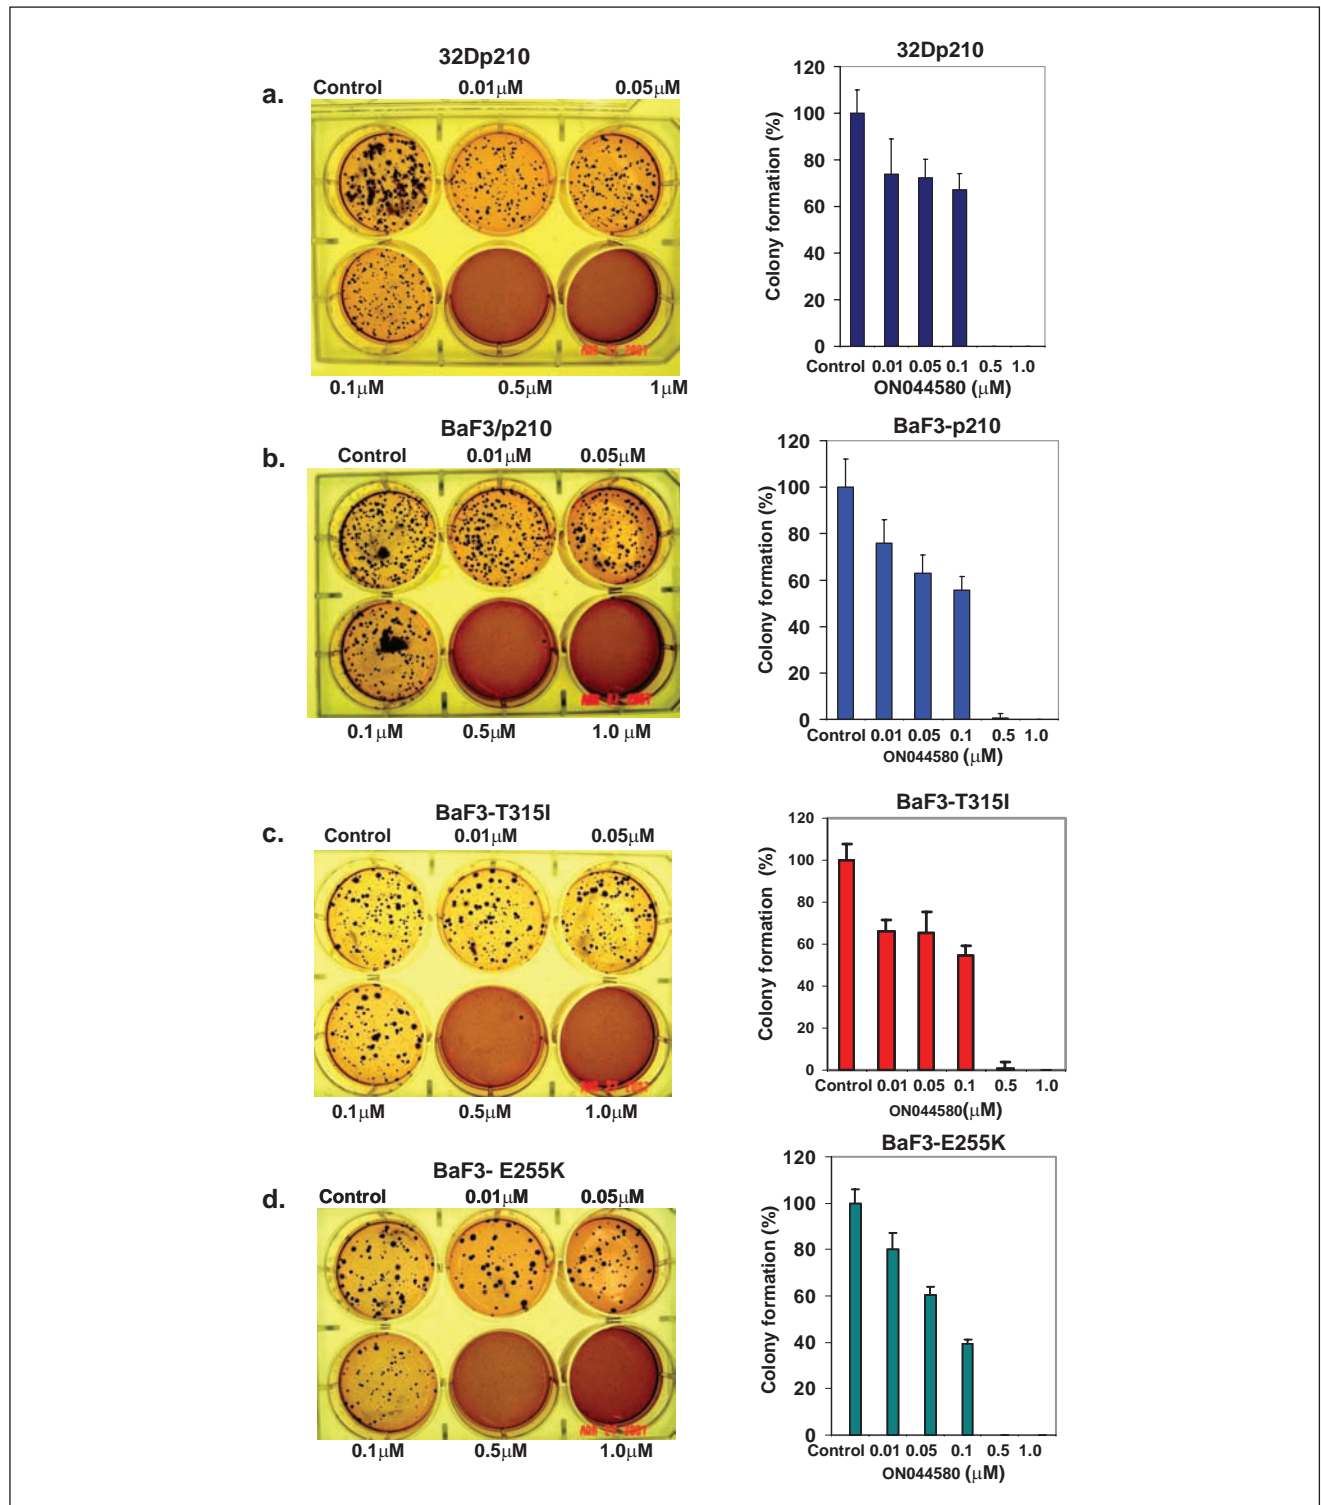 32Dp210
a.
Control 0.01μM 0.05μM
0.1μM 0.5μM 1μM
32Dp210
Colony formation (%)
120
100
80
60
40
20
0
Control 0.01 0.05 0.1 0.5 1.0
ON044580 (μM)
BaF3/p210
b.
Control 0.01μM 0.05μM
0.1μM 0.5μM 1.0 μM
BaF3-p210
Colony formation (%)
120
100
80
60
40
20
0
Control 0.01 0.05 0.1 0.5 1.0
ON044580 (μM)
BaF3-T315I
c.
Control 0.01μM 0.05μM
0.1μM 0.5μM 1.0μM
BaF3-T315I
Colony formation (%)
120
100
80
60
40
20
0
Control 0.01 0.05 0.1 0.5 1.0
ON044580(μM)
BaF3- E255K
d.
Control 0.01μM 0.05μM
0.1μM 0.5μM 1.0μM
BaF3-E255K
Colony formation (%)
120
100
80
60
40
20
0
Control 0.01 0.05 0.1 0.5 1.0
ON044580 (μM)